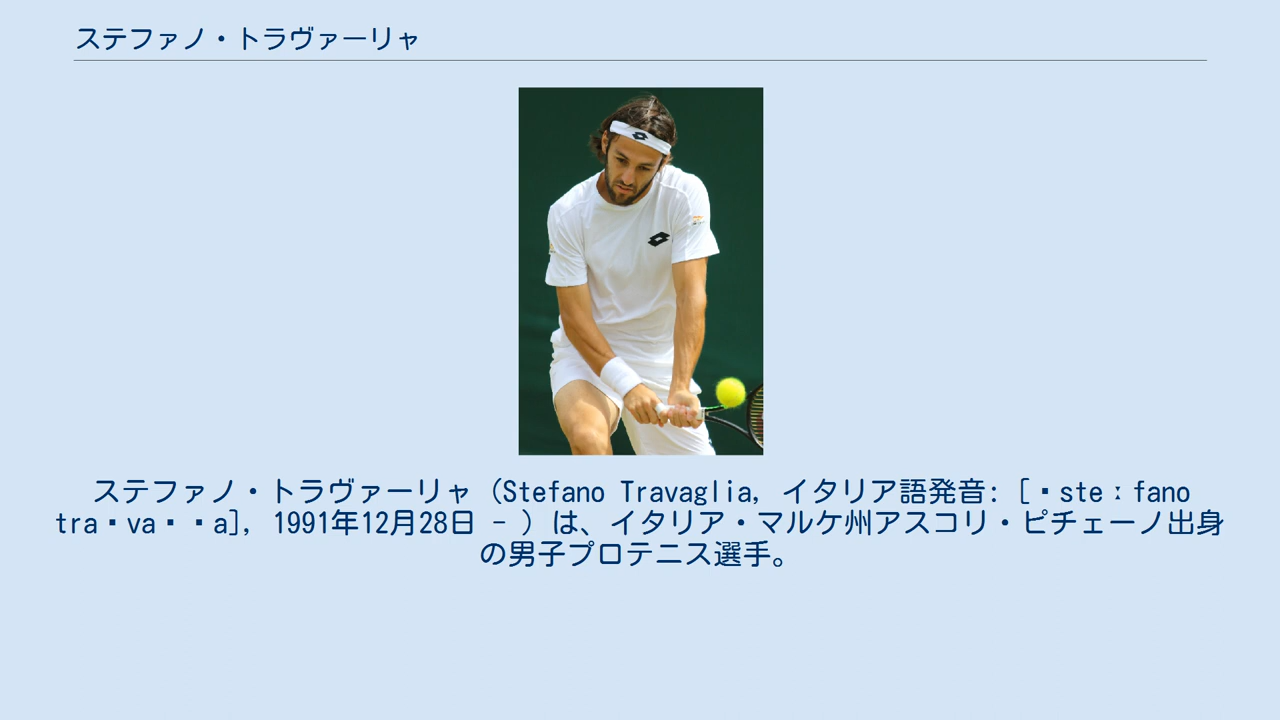 ステファノ・トラヴァーリャ
ステファノ・トラヴァーリャ（Stefano Travaglia, イタリア語発音: [▪steːfano
tra▪va▪▪a], 1991年12月28日 - ）は、イタリア・マルケ州アスコリ・ピチェーノ出身
の男子プロテニス選手。